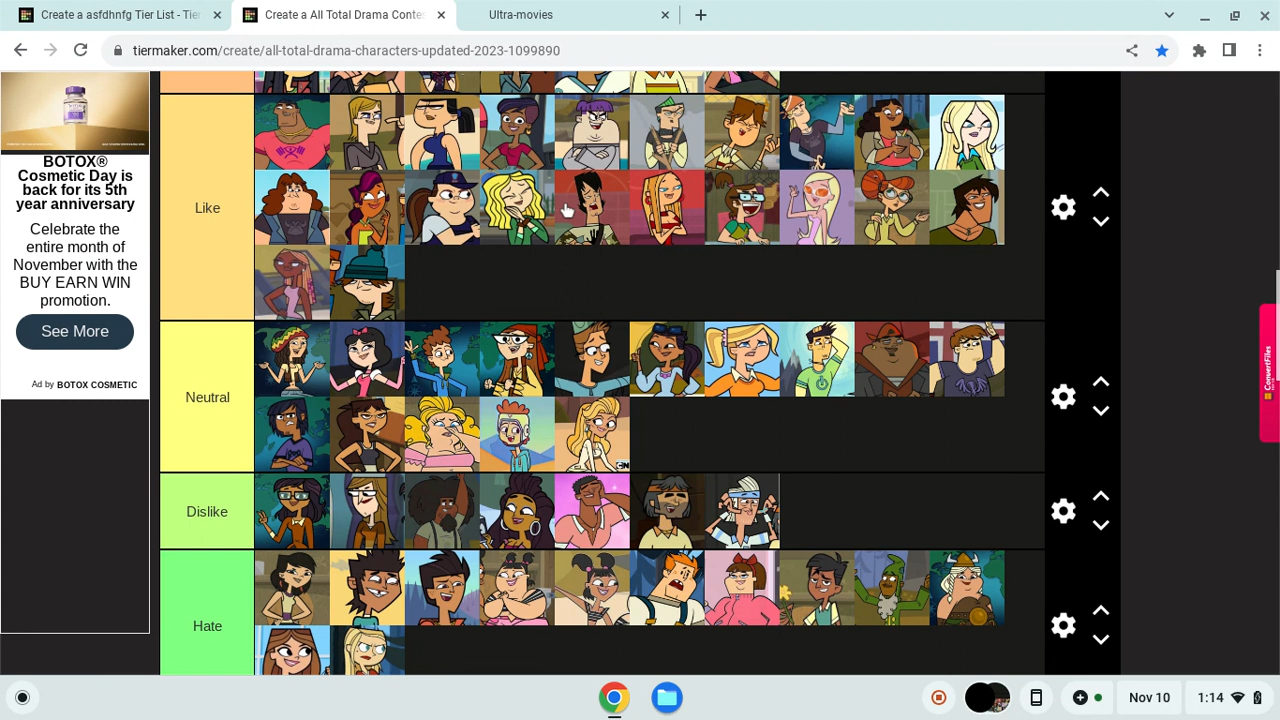 Create a asfdhnfg Tier List - Tier
Create a All Total Drama Contes
Ultra-movies
tiermaker.com/create/all-total-drama-characters-updated-2023-1099890
BOTOX®
Cosmetic Day is
back for its 5th
year anniversary
Celebrate the
entire month of
November with the
BUY EARN WIN
promotion.
See More
Ad by BOTOX COSMETIC
Like
Neutral
CN
Dislike
Hate
ConvertFiles
Nov 10
1:14